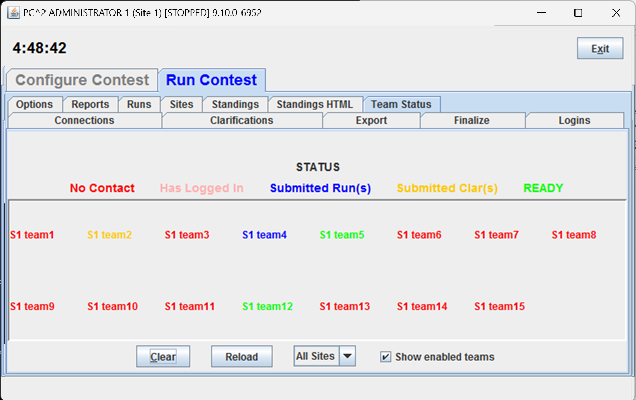 PC^2 ADMINISTRATOR 1 (Site 1) [STOPPED] 9.10.0-6952
4:48:42
Exit
Configure Contest Run Contest
Options Reports Runs Sites Standings Standings HTML Team Status
Connections Clarifications Export Finalize Logins
STATUS
No Contact Has Logged In Submitted Run(s) Submitted Clar(s) READY
S1 team1 S1 team2 S1 team3 S1 team4 S1 team5 S1 team6 S1 team7 S1 team8
S1 team9 S1 team10 S1 team11 S1 team12 S1 team13 S1 team14 S1 team15
Clear Reload All Sites Show enabled teams